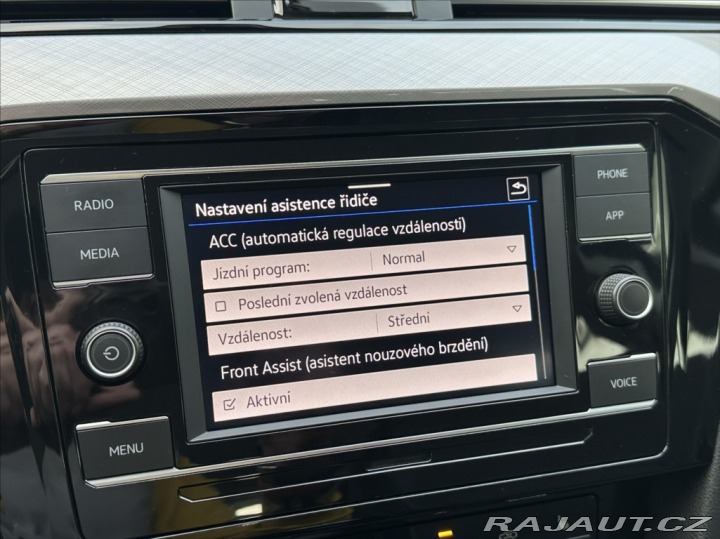 RADIO
MEDIA
MENU
Nastavení asistence řidiče
ACC (automatická regulace vzdálenosti)
Jízdní program: Normal
Poslední zvolená vzdálenost
Vzdálenost: Střední
Front Assist (asistent nouzového brzdění)
Aktivní
PHONE
APP
VOICE
RAJAUT.CZ